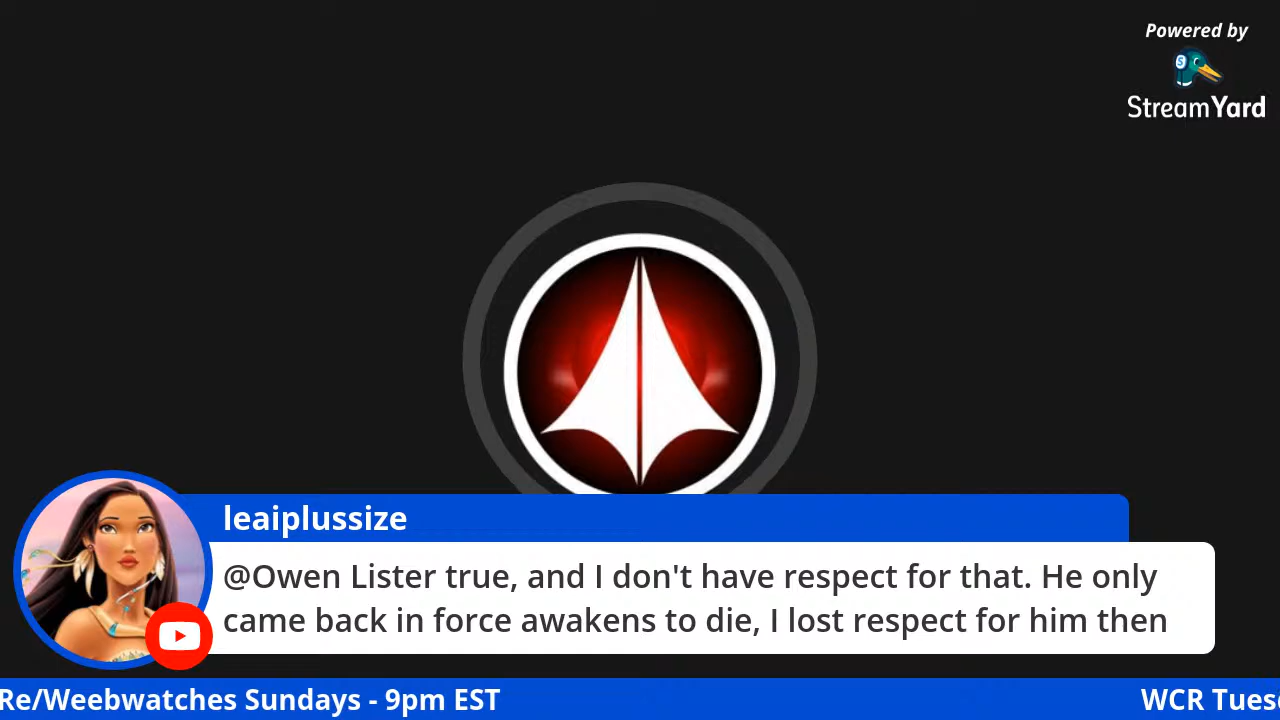 Powered by
StreamYard
leaiplussize
@Owen Lister true, and I don't have respect for that. He only
came back in force awakens to die, I lost respect for him then
Re/Weebwatches Sundays - 9pm EST
WCR